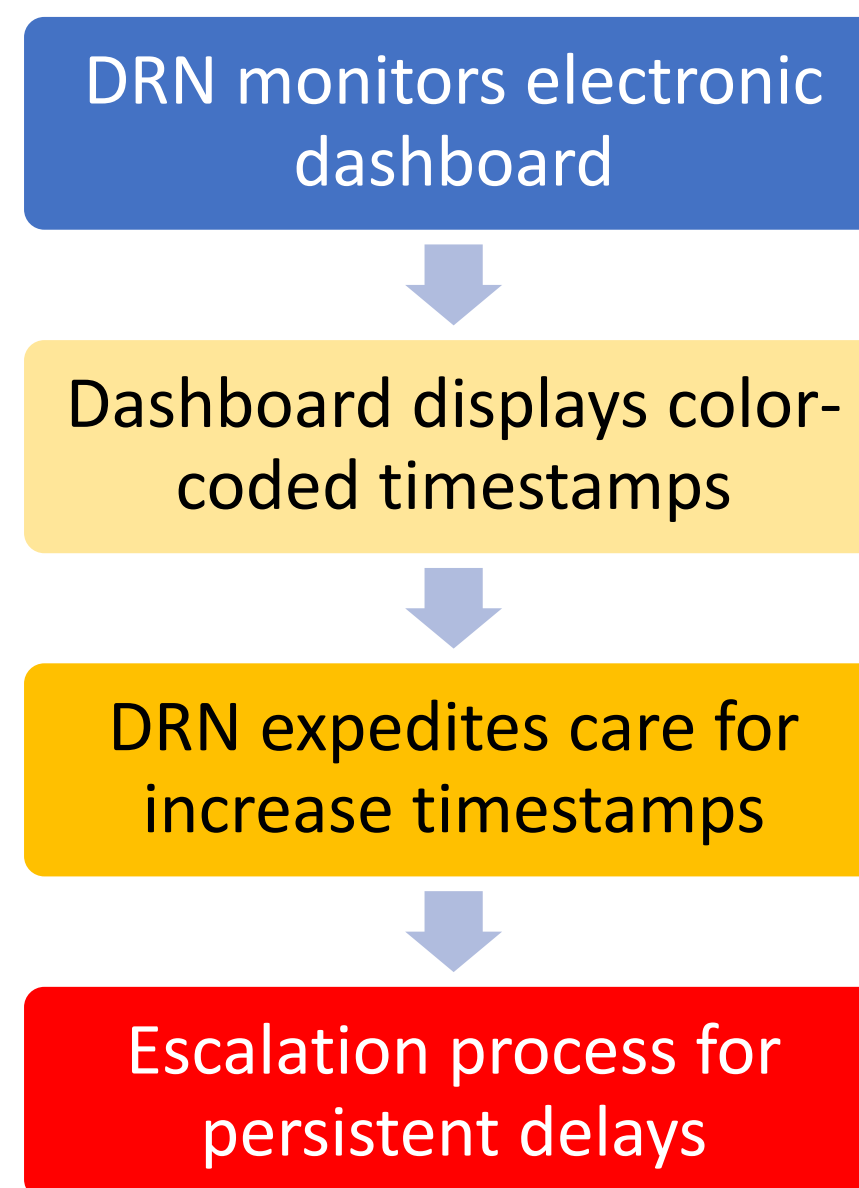 DRN monitors electronic
dashboard
Dashboard displays color-
coded timestamps
DRN expedites care for
increase timestamps
Escalation process for
persistent delays